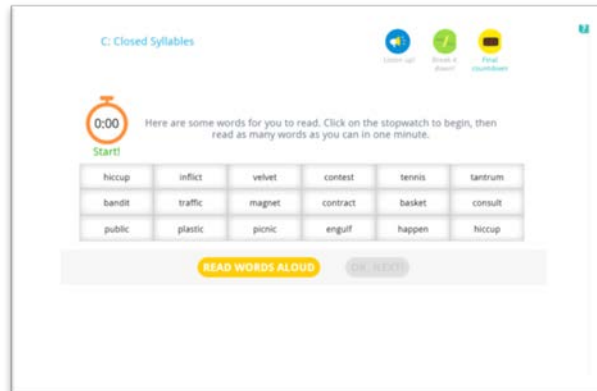 C: Closed Syllables
Listen up!
Break it down!
Final countdown
0:00
Start!
Here are some words for you to read. Click on the stopwatch to begin, then
read as many words as you can in one minute.
hiccup inflict velvet contest tennis tantrum
bandit traffic magnet contract basket consult
public plastic picnic engulf happen hiccup
READ WORDS ALOUD
OK, NEXT!
?